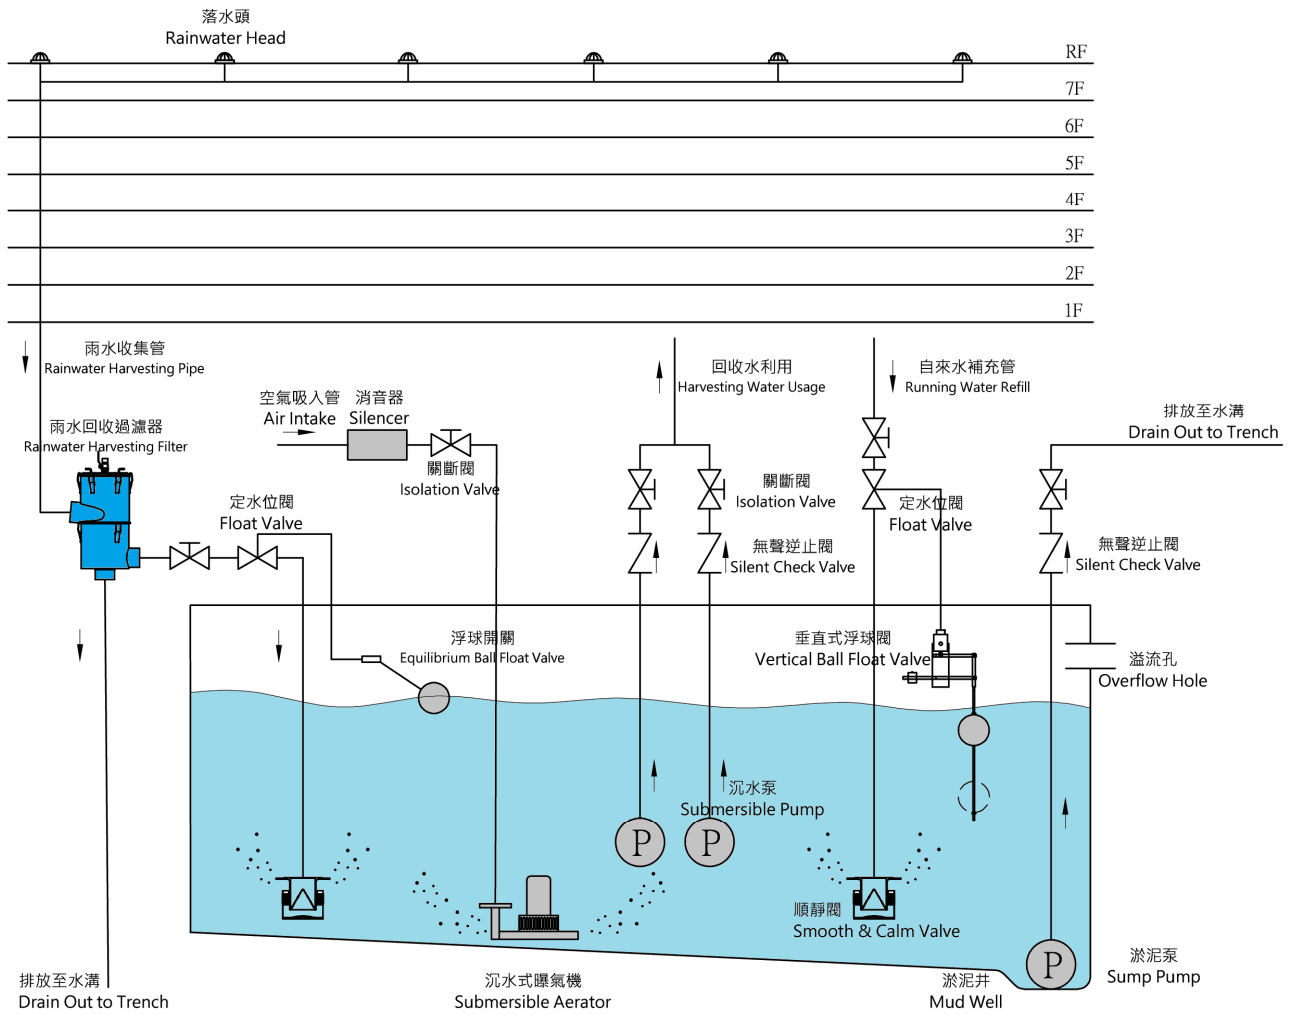 落水頭
Rainwater Head
RF
7F
6F
5F
4F
3F
2F
1F
雨水收集管
Rainwater Harvesting Pipe
回收水利用
Harvesting Water Usage
自來水補充管
Running Water Refill
空氣吸入管
Air Intake
消音器
Silencer
排放至水溝
Drain Out to Trench
雨水回收過濾器
Rainwater Harvesting Filter
關斷閥
Isolation Valve
關斷閥
Isolation Valve
定水位閥
Float Valve
定水位閥
Float Valve
無聲逆止閥
Silent Check Valve
無聲逆止閥
Silent Check Valve
浮球開關
Equilibrium Ball Float Valve
垂直式浮球閥
Vertical Ball Float Valve
溢流孔
Overflow Hole
沉水泵
Submersible Pump
P
P
順靜閥
Smooth & Calm Valve
P
淤泥泵
Sump Pump
排放至水溝
Drain Out to Trench
沉水式曝氣機
Submersible Aerator
淤泥井
Mud Well